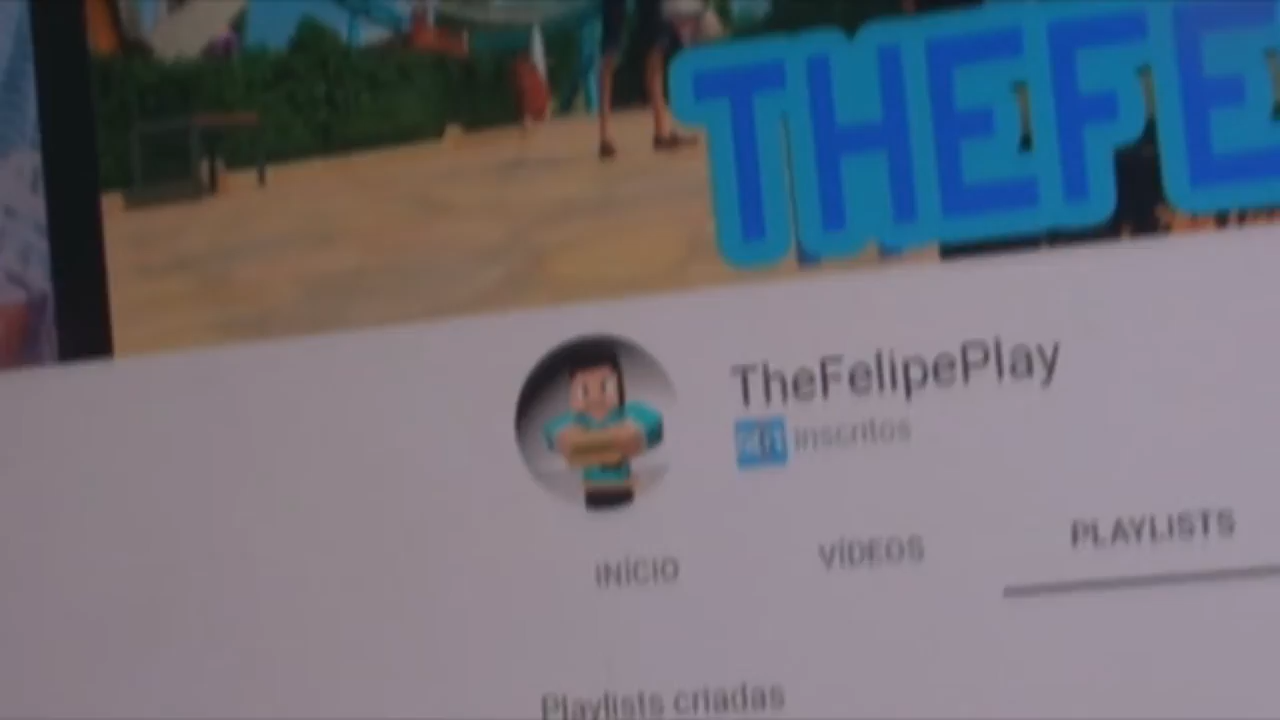 THEFE
TheFelipePlay
inscritos
INÍCIO VÍDEOS PLAYLISTS
Playlists criadas